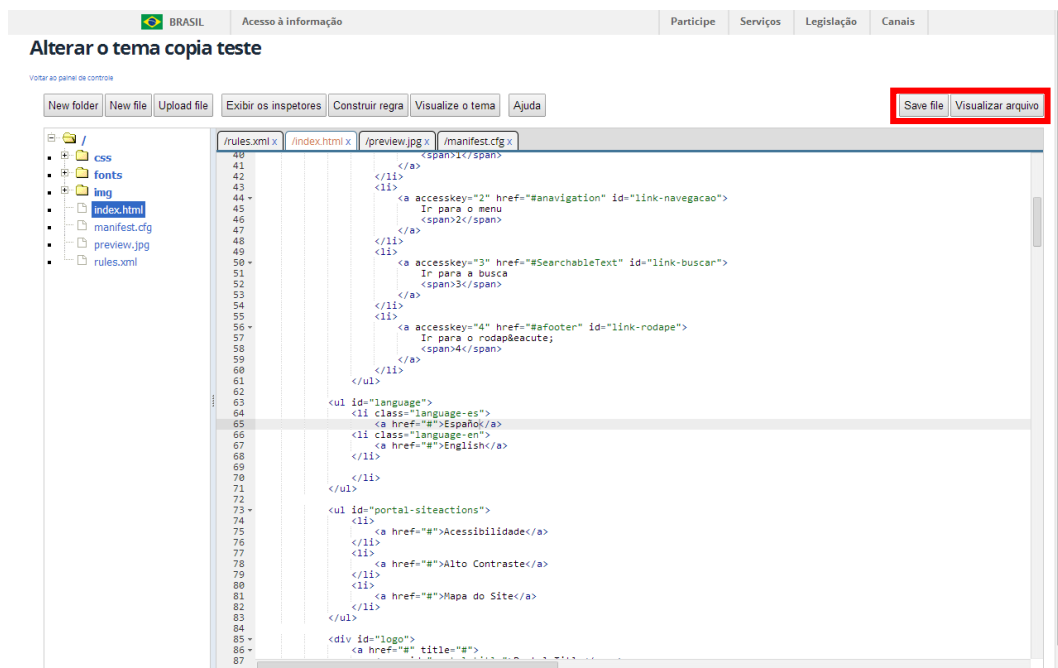 BRASIL Acesso à informação Participe Serviços Legislação Canais
Alterar o tema copia teste
Voltar ao painel de controle
New folder New file Upload file Exibir os inspetores Construir regra Visualize o tema Ajuda Save file Visualizar arquivo
/
css
fonts
img
index.html
manifest.cfg
preview.jpg
rules.xml
/rules.xml x /index.html x /preview.jpg x /manifest.cfg x
40 <span>1</span>
41 </a>
42 </li>
43 <li>
44 <a accesskey="2" href="#anavigation" id="link-navegacao">
45 Ir para o menu
46 <span>2</span>
47 </a>
48 </li>
49 <li>
50 <a accesskey="3" href="#SearchableText" id="link-buscar">
51 Ir para a busca
52 <span>3</span>
53 </a>
54 </li>
55 <li>
56 <a accesskey="4" href="#afooter" id="link-rodape">
57 Ir para o rodap&eacute;
58 <span>4</span>
59 </a>
60 </li>
61 </ul>
62
63 <ul id="language">
64 <li class="language-es">
65 <a href="#">Españo</a>
66 <li class="language-en">
67 <a href="#">English</a>
68 </li>
69
70 </li>
71 </ul>
72
73 <ul id="portal-siteactions">
74 <li>
75 <a href="#">Acessibilidade</a>
76 </li>
77 <li>
78 <a href="#">Alto Contraste</a>
79 </li>
80 <li>
81 <a href="#">Mapa do Site</a>
82 </li>
83 </ul>
84
85 <div id="logo">
86 <a href="#" title="#">
87